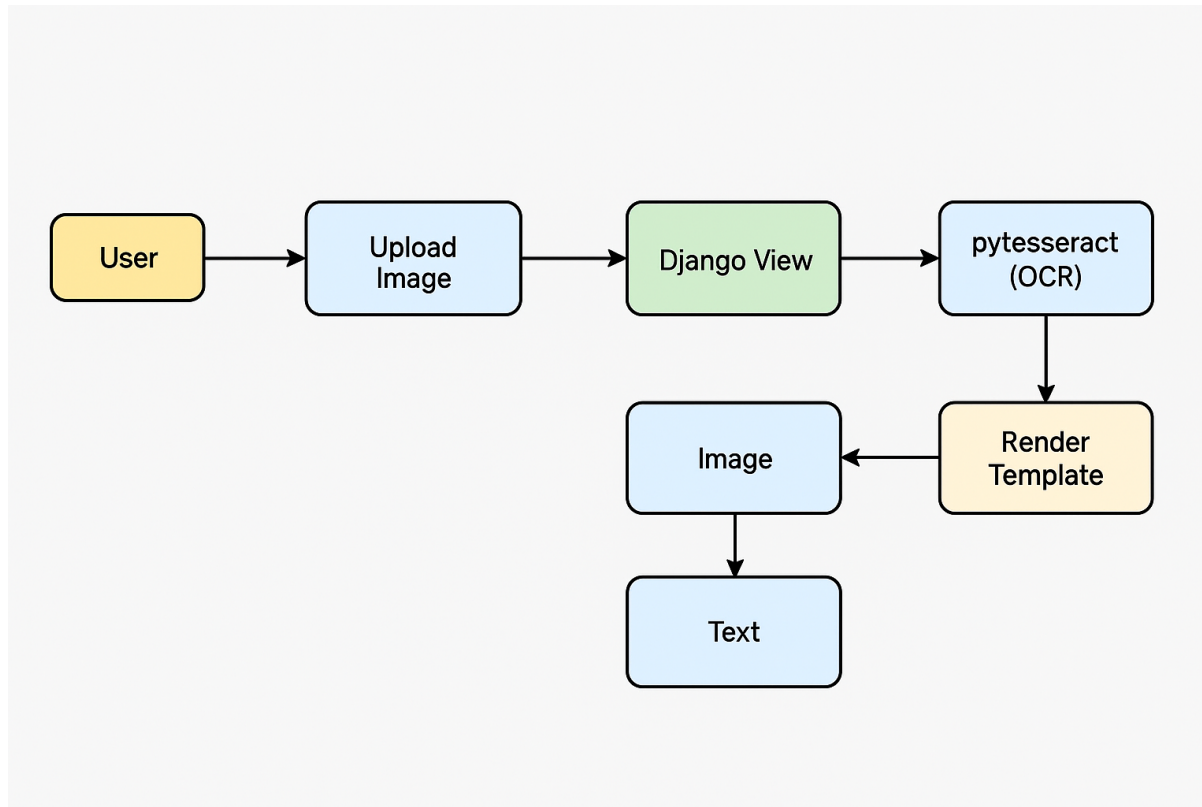 User
Upload
Image
Django View
pytesseract
(OCR)
Image
Render
Template
Text